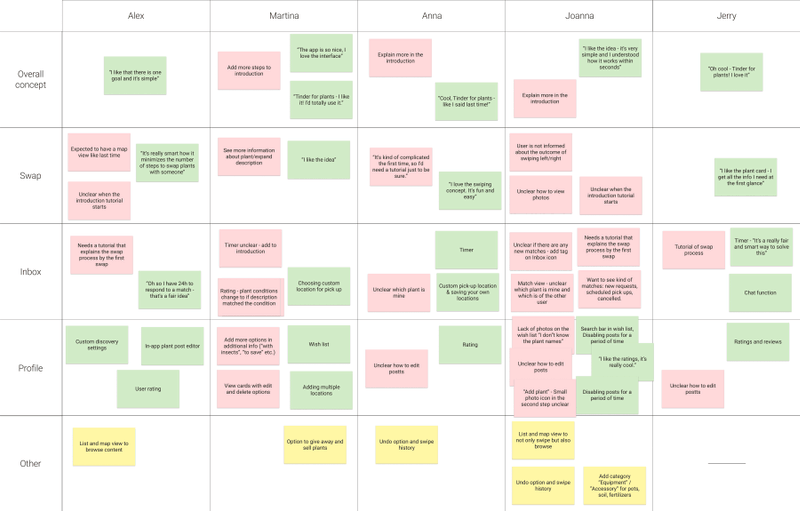 Alex
Martina
Anna
Joanna
Jerry
Overall
concept
"I like that there is one
goal and it's simple"
Add more steps to
introduction
"The app is so nice, I
love the interface"
"Tinder for plants - I like
it! I'd totally use it."
Explain more in the
introduction
"Cool, Tinder for plants -
like I said last time!"
"I like the idea - it's very
simple and I understood
how it works within
seconds"
Explain more in the
introduction
"Oh cool - Tinder for
plants! I love it"
Swap
Expected to have a map
view like last time
"It's really smart how it
minimizes the number
of steps to swap plants
with someone"
Unclear when the
introduction tutorial
starts
See more information
about plant/expand
description
"I like the idea"
"It's kind of complicated
the first time, so I'd
need a tutorial just to be
sure."
"I love the swiping
concept. It's fun and
easy"
User is not informed
about the outcome of
swiping left/right
Unclear how to view
photos
Unclear when the
introduction tutorial
starts
"I like the plant card - I
get all the info I need at
the first glance"
Inbox
Needs a tutorial that
explains the swap
process by the first
swap
"Oh so I have 24h to
respond to a match -
that's a fair idea"
Timer unclear - add to
introduction
Rating - plant conditions
change to if description
matched the condition
Choosing custom
location for pick up
Timer
Unclear which plant is
mine
Custom pick-up location
& saving your own
locations
Unclear if there are any
new matches - add tag
on Inbox icon
Needs a tutorial that
explains the swap
process by the first
swap
Match view - unclear
which plant is mine and
which is of the other
user
Want to see kind of
matches: new requests,
scheduled pick ups,
cancelled.
Tutorial of swap
process
Timer - "It's a really fair
and smart way to solve
this"
Chat function
Profile
Custom discovery
settings
In-app plant post editor
User rating
Add more options in
additional info ("with
insects", "to save" etc.)
Wish list
View cards with edit
and delete options
Adding multiple
locations
Rating
Unclear how to edit
posts
Lack of photos on the
wish list "I don't know
the plant names"
Search bar in wish list,
Disabling posts for a
period of time
Unclear how to edit
posts
"I like the ratings, it's
really cool."
"Add plant" - Small
photo icon in the
second step unclear
Disabling posts for a
period of time
Ratings and reviews
Unclear how to edit
posts
Other
List and map view to
browse content
Option to give away and
sell plants
Undo option and swipe
history
List and map view to
not only swipe but also
browse
Undo option and swipe
history
Add category
"Equipment" /
"Accessory" for pots,
soil, fertilizers